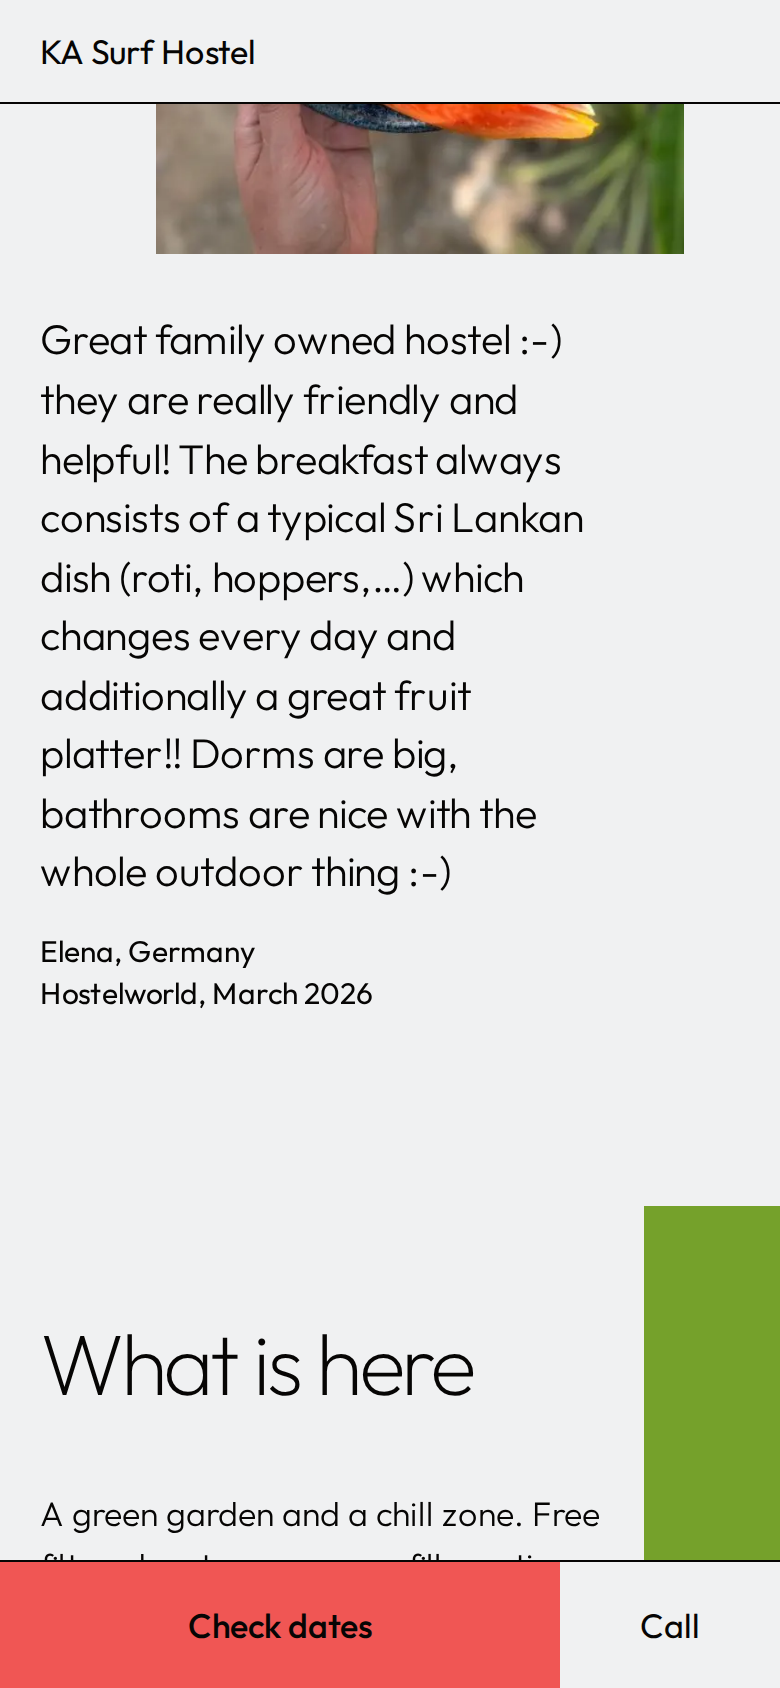 KA Surf Hostel
Great family owned hostel :-)
they are really friendly and
helpful! The breakfast always
consists of a typical Sri Lankan
dish (roti, hoppers,...) which
changes every day and
additionally a great fruit
platter!! Dorms are big,
bathrooms are nice with the
whole outdoor thing :-)
Elena, Germany
Hostelworld, March 2026
What is here
A green garden and a chill zone. Free
Check dates
Call